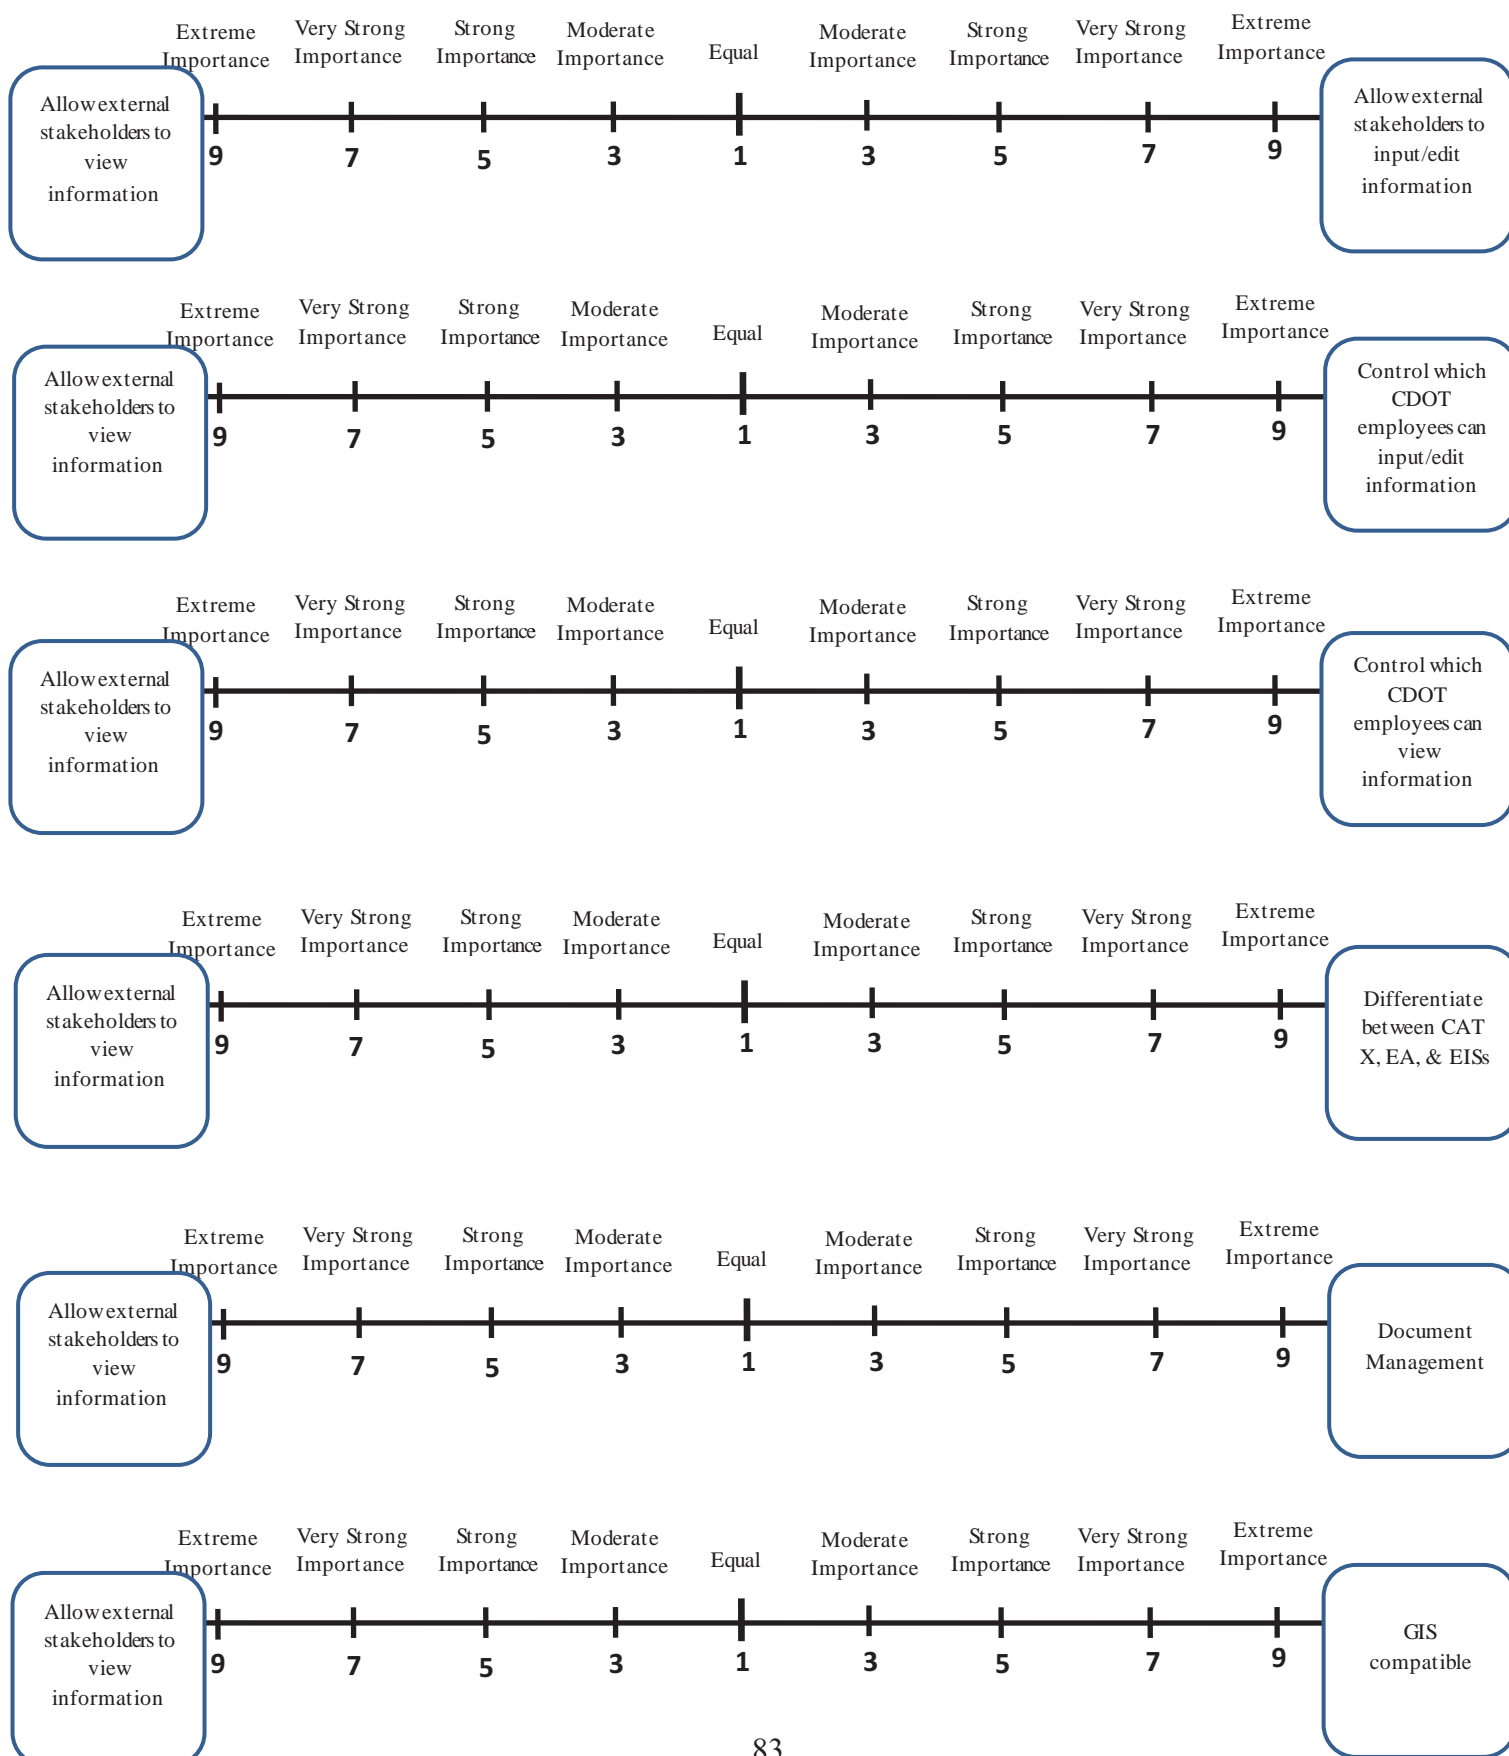 Extreme Importance Very Strong Importance Strong Importance Moderate Importance Equal Moderate Importance Strong Importance Very Strong Importance Extreme Importance
Allow external
stakeholders to
view
information
9 7 5 3 1 3 5 7 9
Allow external
stakeholders to
input/edit
information
Extreme Importance Very Strong Importance Strong Importance Moderate Importance Equal Moderate Importance Strong Importance Very Strong Importance Extreme Importance
Allow external
stakeholders to
view
information
9 7 5 3 1 3 5 7 9
Control which
CDOT
employees can
input/edit
information
Extreme Importance Very Strong Importance Strong Importance Moderate Importance Equal Moderate Importance Strong Importance Very Strong Importance Extreme Importance
Allow external
stakeholders to
view
information
9 7 5 3 1 3 5 7 9
Control which
CDOT
employees can
view
information
Extreme Importance Very Strong Importance Strong Importance Moderate Importance Equal Moderate Importance Strong Importance Very Strong Importance Extreme Importance
Allow external
stakeholders to
view
information
9 7 5 3 1 3 5 7 9
Differentiate
between CAT
X, EA, & EISs
Extreme Importance Very Strong Importance Strong Importance Moderate Importance Equal Moderate Importance Strong Importance Very Strong Importance Extreme Importance
Allow external
stakeholders to
view
information
9 7 5 3 1 3 5 7 9
Document
Management
Extreme Importance Very Strong Importance Strong Importance Moderate Importance Equal Moderate Importance Strong Importance Very Strong Importance Extreme Importance
Allow external
stakeholders to
view
information
9 7 5 3 1 3 5 7 9
GIS
compatible
83